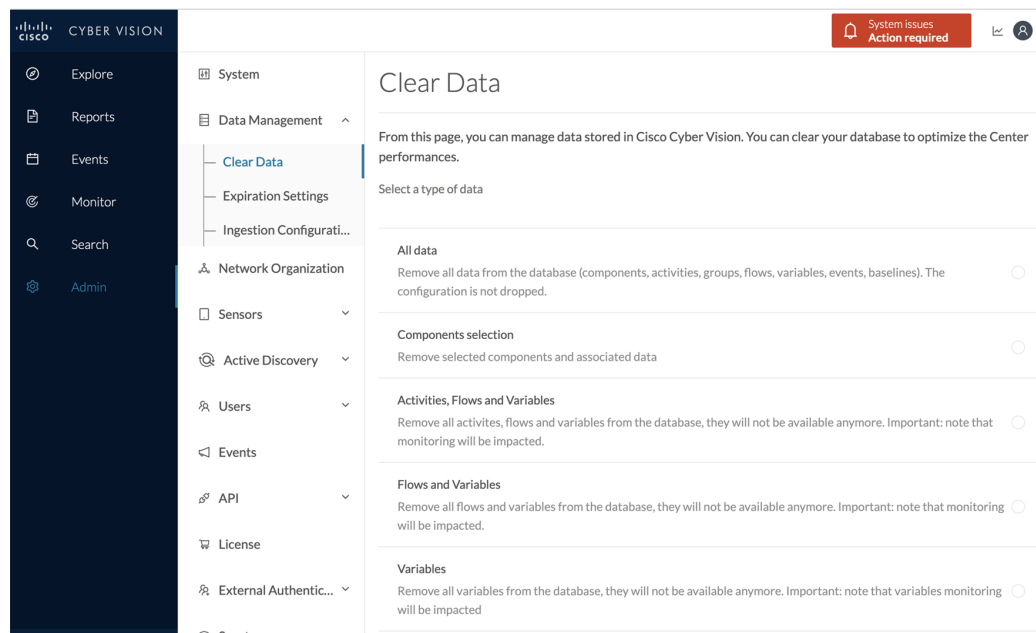 cisco
CYBER VISION
System issues
Action required
Explore
Reports
Events
Monitor
Search
Admin
System
Data Management
Clear Data
Expiration Settings
Ingestion Configurati...
Network Organization
Sensors
Active Discovery
Users
Events
API
License
External Authentic...
Clear Data
From this page, you can manage data stored in Cisco Cyber Vision. You can clear your database to optimize the Center
performances.
Select a type of data
All data
Remove all data from the database (components, activities, groups, flows, variables, events, baselines). The
configuration is not dropped.
Components selection
Remove selected components and associated data
Activities, Flows and Variables
Remove all activites, flows and variables from the database, they will not be available anymore. Important: note that
monitoring will be impacted.
Flows and Variables
Remove all flows and variables from the database, they will not be available anymore. Important: note that monitoring
will be impacted.
Variables
Remove all variables from the database, they will not be available anymore. Important: note that variables monitoring
will be impacted